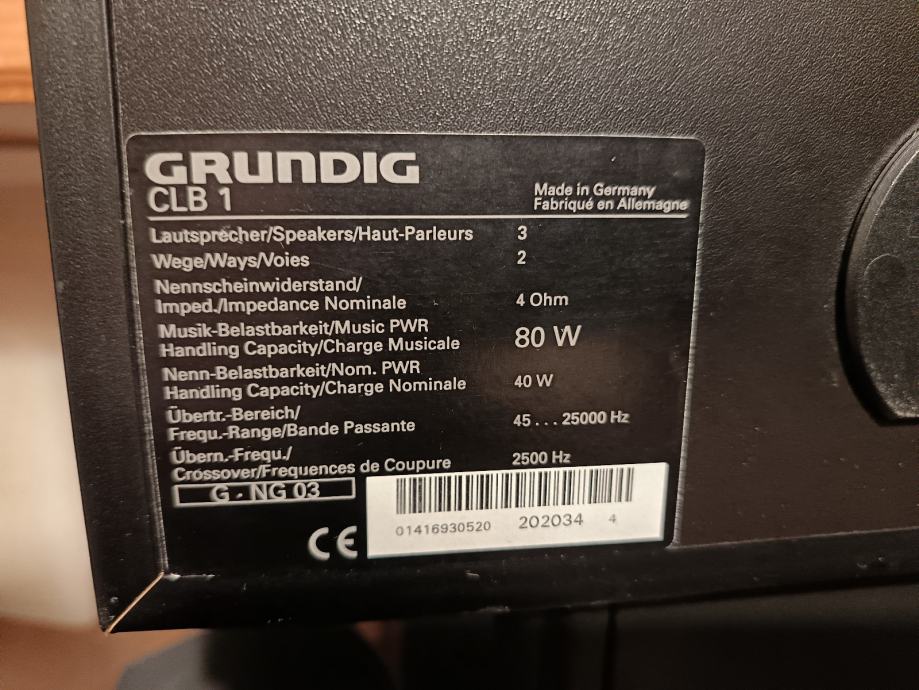 GRUNDIG
CLB 1
Made in Germany
Fabriqué en Allemagne
Lautsprecher/Speakers/Haut-Parleurs 3
Wege/Ways/Voies 2
Nennscheinwiderstand/
Imped./Impedance Nominale 4 Ohm
Musik-Belastbarkeit/Music PWR
Handling Capacity/Charge Musicale 80 W
Nenn-Belastbarkeit/Nom. PWR
Handling Capacity/Charge Nominale 40 W
Übertr.-Bereich/
Frequ.-Range/Bande Passante 45...25000 Hz
Übern.-Frequ./
Crossover/Frequences de Coupure 2500 Hz
G - NG 03
CE
01416930520 202034 4